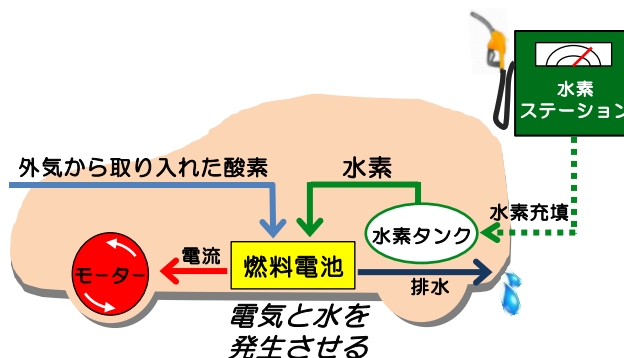 水素
ステーション
外気から取り入れた酸素
水素
水素充填
水素タンク
電流
燃料電池
モーター
排水
電気と水を
発生させる